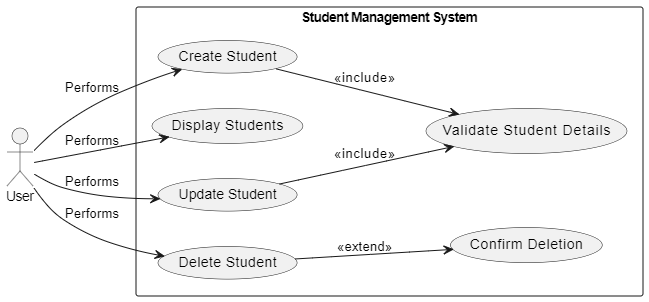 Student Management System
Create Student
Performs
«include»
Performs
Display Students
Validate Student Details
User
Performs
Update Student
«include»
Performs
Delete Student
«extend»
Confirm Deletion